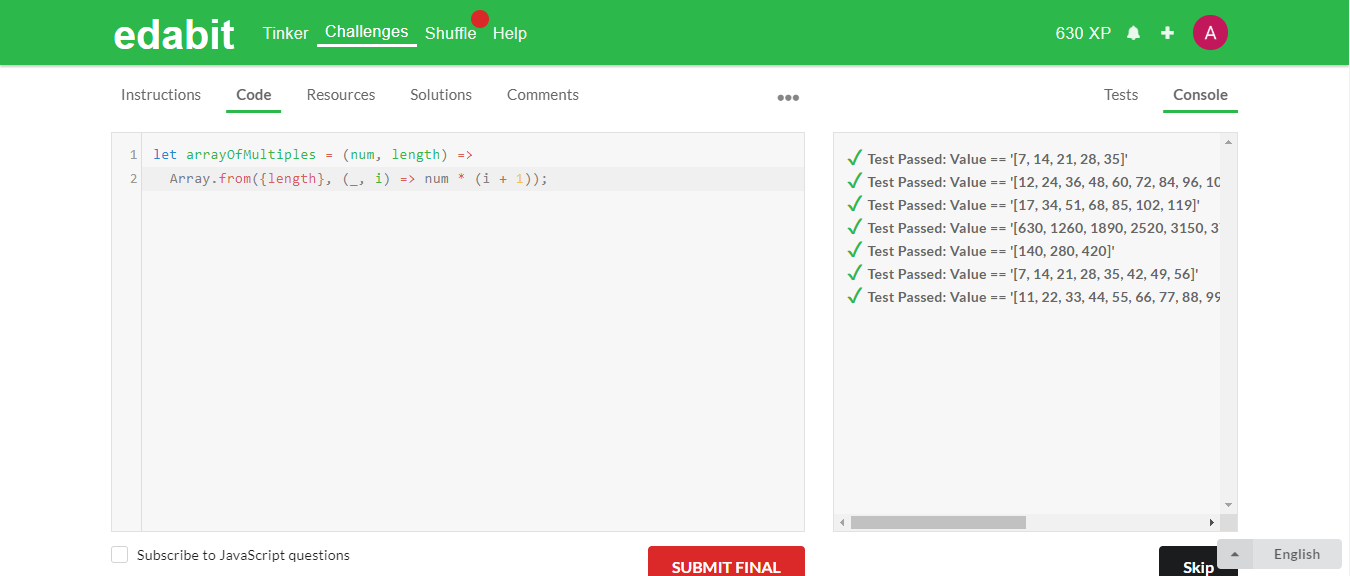 edabit Tinker Challenges Shuffle Help 630 XP A
Instructions Code Resources Solutions Comments ••• Tests Console
1 let arrayOfMultiples = (num, length) =>
2 Array.from({length}, (_, i) => num * (i + 1));
✓ Test Passed: Value == '[7, 14, 21, 28, 35]'
✓ Test Passed: Value == '[12, 24, 36, 48, 60, 72, 84, 96, 10
✓ Test Passed: Value == '[17, 34, 51, 68, 85, 102, 119]'
✓ Test Passed: Value == '[630, 1260, 1890, 2520, 3150, 3
✓ Test Passed: Value == '[140, 280, 420]'
✓ Test Passed: Value == '[7, 14, 21, 28, 35, 42, 49, 56]'
✓ Test Passed: Value == '[11, 22, 33, 44, 55, 66, 77, 88, 99
Subscribe to JavaScript questions
SUBMIT FINAL
Skip
English